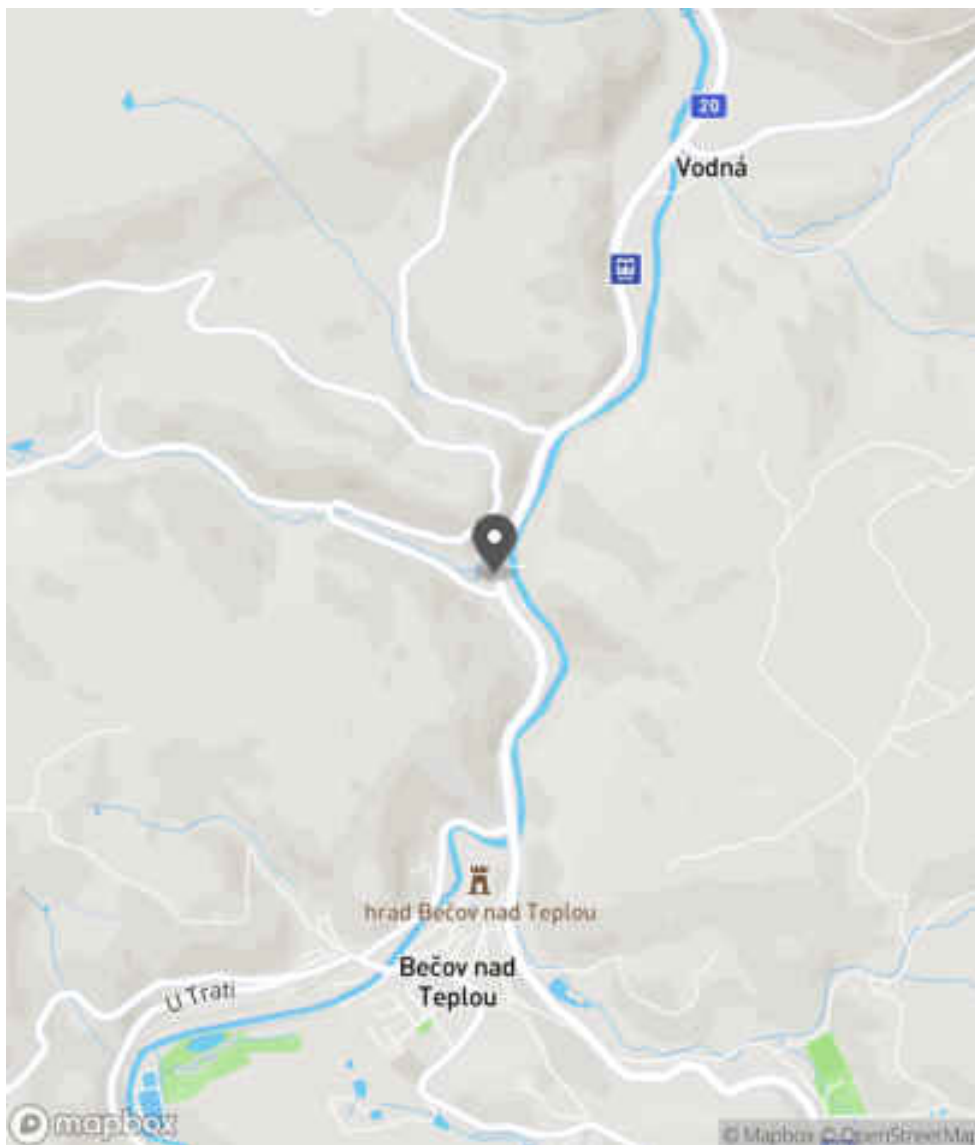 20
Vodná
hrad Bečov nad Teplou
Bečov nad
Teplou
U Trati
mapbox
© Mapbox © OpenStreetMap